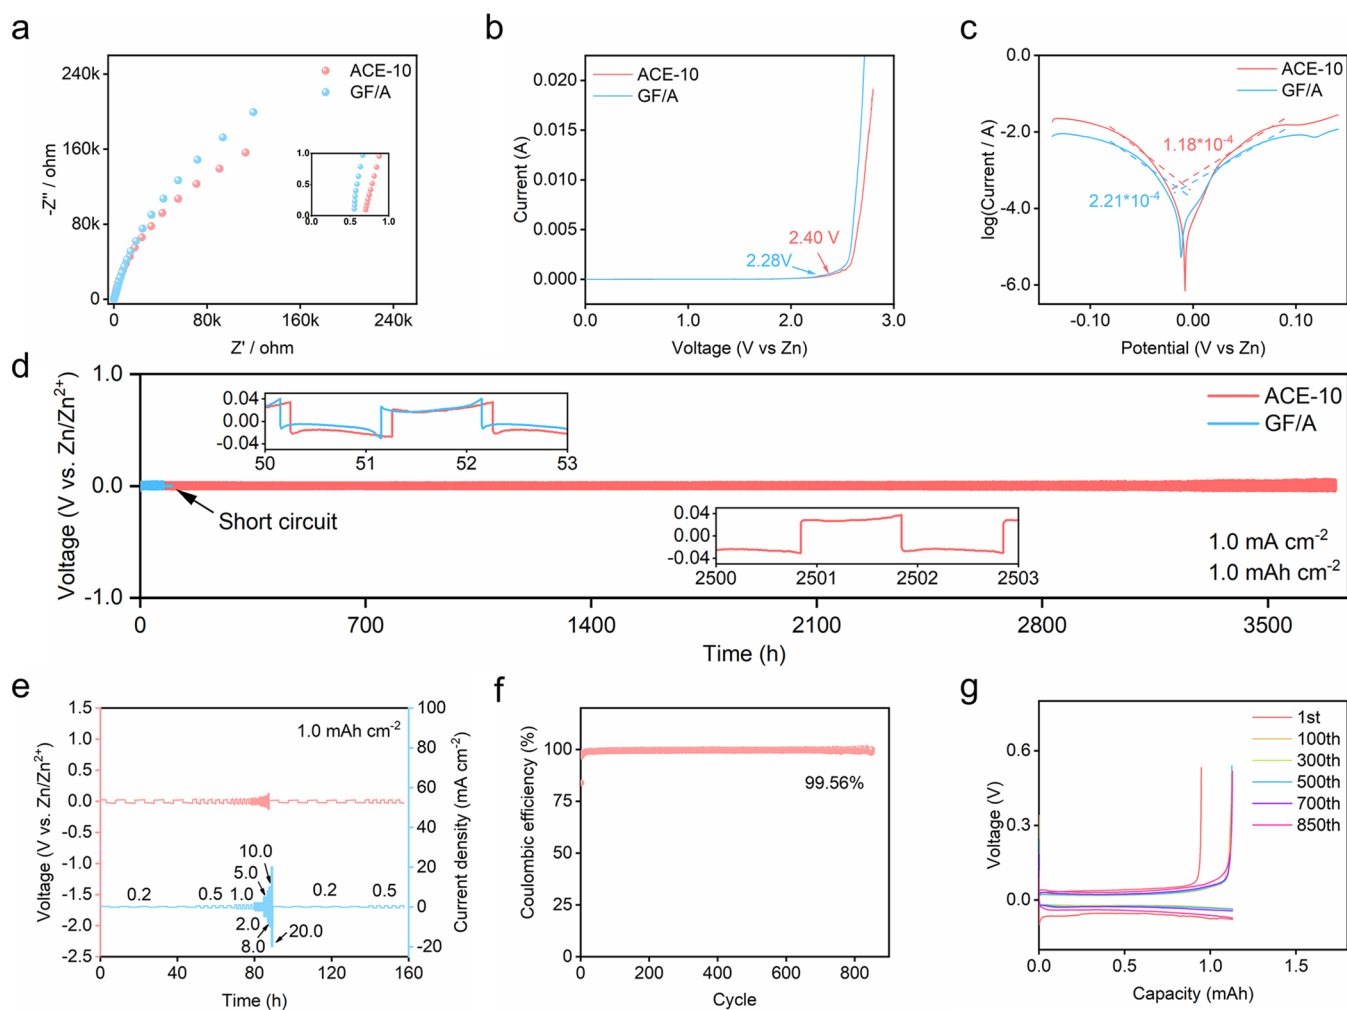 a
240k
160k
80k
0
-Z'' / ohm
ACE-10
GF/A
1.0
0.5
0.0
0.0
0.5
1.0
0
80k
160k
240k
Z' / ohm
b
0.020
0.015
0.010
0.005
0.000
Current (A)
ACE-10
GF/A
2.40 V
2.28V
0.0
1.0
2.0
3.0
Voltage (V vs Zn)
c
0.0
-2.0
-4.0
-6.0
log(Current / A)
ACE-10
GF/A
1.18*10⁻⁴
2.21*10⁻⁴
-0.10
0.00
0.10
Potential (V vs Zn)
d
1.0
0.0
-1.0
Voltage (V vs. Zn/Zn²⁺)
0.04
0.00
-0.04
50
51
52
53
ACE-10
GF/A
Short circuit
0.04
0.00
-0.04
2500
2501
2502
2503
1.0 mA cm⁻²
1.0 mAh cm⁻²
0
700
1400
2100
2800
3500
Time (h)
e
1.5
1.0
0.5
0.0
-0.5
-1.0
-1.5
-2.0
-2.5
Voltage (V vs. Zn/Zn²⁺)
1.0 mAh cm⁻²
10.0
5.0
0.2
0.5
1.0
0.2
0.5
2.0
8.0
20.0
100
80
60
40
20
0
-20
Current density (mA cm⁻²)
0
40
80
120
160
Time (h)
f
100
75
50
25
0
Coulombic efficiency (%)
99.56%
0
200
400
600
800
Cycle
g
0.6
0.3
0.0
Voltage (V)
1st
100th
300th
500th
700th
850th
0.0
0.5
1.0
1.5
Capacity (mAh)